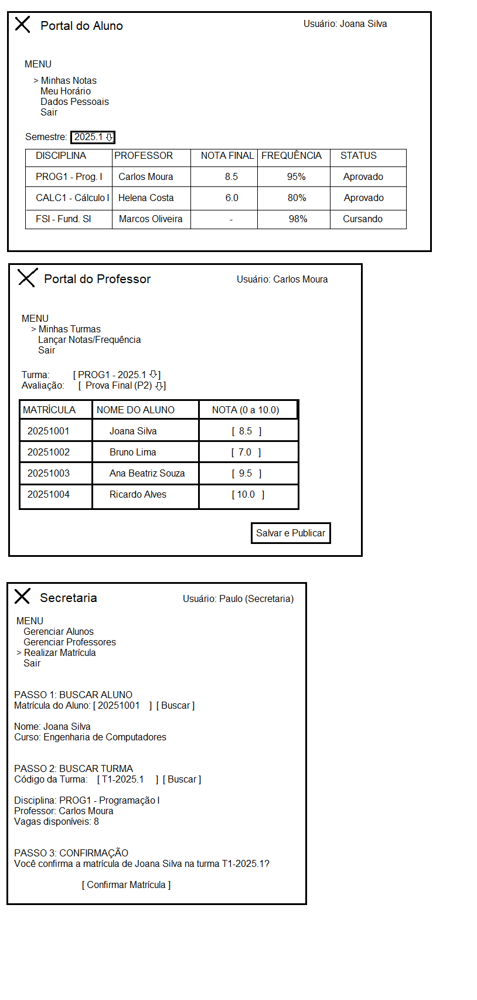 Portal do Aluno Usuário: Joana Silva
MENU
> Minhas Notas
Meu Horário
Dados Pessoais
Sair
Semestre: 2025.1
DISCIPLINA PROFESSOR NOTA FINAL FREQUÊNCIA STATUS
PROG1 - Prog. I Carlos Moura 8.5 95% Aprovado
CALC1 - Cálculo I Helena Costa 6.0 80% Aprovado
FSI - Fund. SI Marcos Oliveira - 98% Cursando
Portal do Professor Usuário: Carlos Moura
MENU
> Minhas Turmas
Lançar Notas/Frequência
Sair
Turma: [ PROG1 - 2025.1 ]
Avaliação: [ Prova Final (P2) ]
MATRÍCULA NOME DO ALUNO NOTA (0 a 10.0)
20251001 Joana Silva [ 8.5 ]
20251002 Bruno Lima [ 7.0 ]
20251003 Ana Beatriz Souza [ 9.5 ]
20251004 Ricardo Alves [ 10.0 ]
Salvar e Publicar
Secretaria Usuário: Paulo (Secretaria)
MENU
Gerenciar Alunos
Gerenciar Professores
> Realizar Matrícula
Sair
PASSO 1: BUSCAR ALUNO
Matrícula do Aluno: [ 20251001 ] [ Buscar ]
Nome: Joana Silva
Curso: Engenharia de Computadores
PASSO 2: BUSCAR TURMA
Código da Turma: [ T1-2025.1 ] [ Buscar ]
Disciplina: PROG1 - Programação I
Professor: Carlos Moura
Vagas disponíveis: 8
PASSO 3: CONFIRMAÇÃO
Você confirma a matrícula de Joana Silva na turma T1-2025.1?
[ Confirmar Matrícula ]